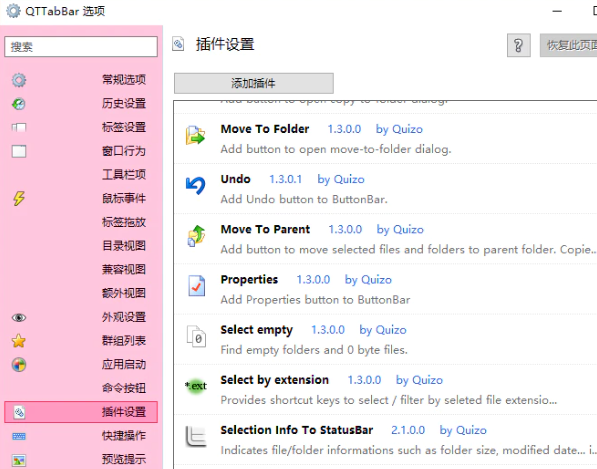 QTTabBar 选项
搜索
常规选项
历史设置
标签设置
窗口行为
工具栏项
鼠标事件
标签拖放
目录视图
兼容视图
额外视图
外观设置
群组列表
应用启动
命令按钮
插件设置
快捷操作
预览提示
插件设置
?
恢复此页面
添加插件
Add button to open copy-to-folder dialog.
Move To Folder 1.3.0.0 by Quizo
Add button to open move-to-folder dialog.
Undo 1.3.0.1 by Quizo
Add Undo button to ButtonBar.
Move To Parent 1.3.0.0 by Quizo
Add button to move selected files and folders to parent folder. Copie...
Properties 1.3.0.0 by Quizo
Add Properties button to ButtonBar
0
Select empty 1.3.0.0 by Quizo
Find empty folders and 0 byte files.
*.ext
Select by extension 1.3.0.0 by Quizo
Provides shortcut keys to select / filter by seleted file extensio...
Selection Info To StatusBar 2.1.0.0 by Quizo
Indicates file/folder informations such as folder size, modified date... i...